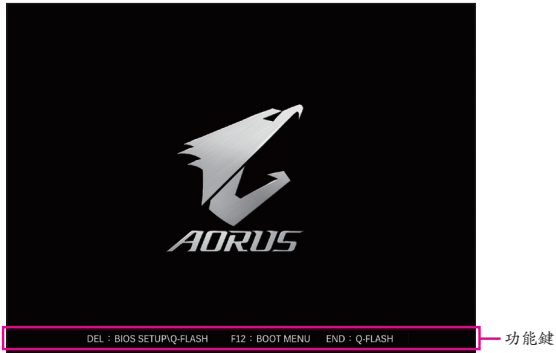 AORUS
DEL : BIOS SETUP\Q-FLASH F12 : BOOT MENU END : Q-FLASH
功能鍵